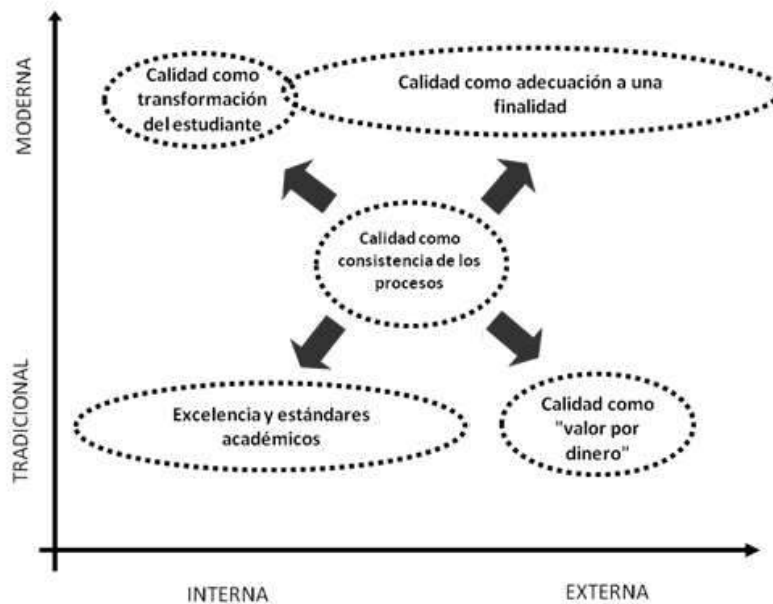 MODERNA
Calidad como
transformación
del estudiante
Calidad como adecuación a una
finalidad
Calidad como
consistencia de los
procesos
TRADICIONAL
Excelencia y estándares
académicos
Calidad como
"valor por
dinero"
INTERNA
EXTERNA